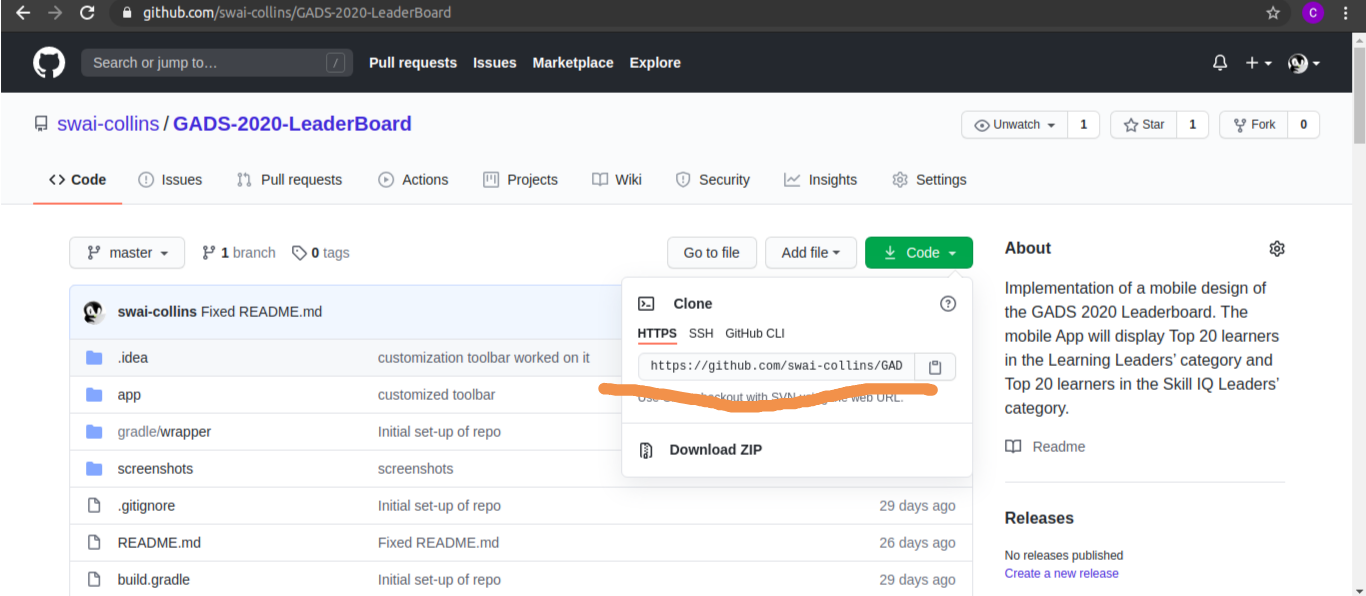 github.com/swai-collins/GADS-2020-LeaderBoard
C
Search or jump to…
/
Pull requests Issues Marketplace Explore
swai-collins / GADS-2020-LeaderBoard
Unwatch 1 Star 1 Fork 0
Code Issues Pull requests Actions Projects Wiki Security Insights Settings
master 1 branch 0 tags
Go to file Add file Code
swai-collins Fixed README.md
.idea customization toolbar worked on it
app customized toolbar
gradle/wrapper Initial set-up of repo
screenshots screenshots
.gitignore Initial set-up of repo 29 days ago
README.md Fixed README.md 26 days ago
build.gradle Initial set-up of repo 29 days ago
Clone
HTTPS SSH GitHub CLI
https://github.com/swai-collins/GAD
Use checkout with SVN using the web URL.
Download ZIP
About
Implementation of a mobile design of
the GADS 2020 Leaderboard. The
mobile App will display Top 20 learners
in the Learning Leaders’ category and
Top 20 learners in the Skill IQ Leaders’
category.
Readme
Releases
No releases published
Create a new release